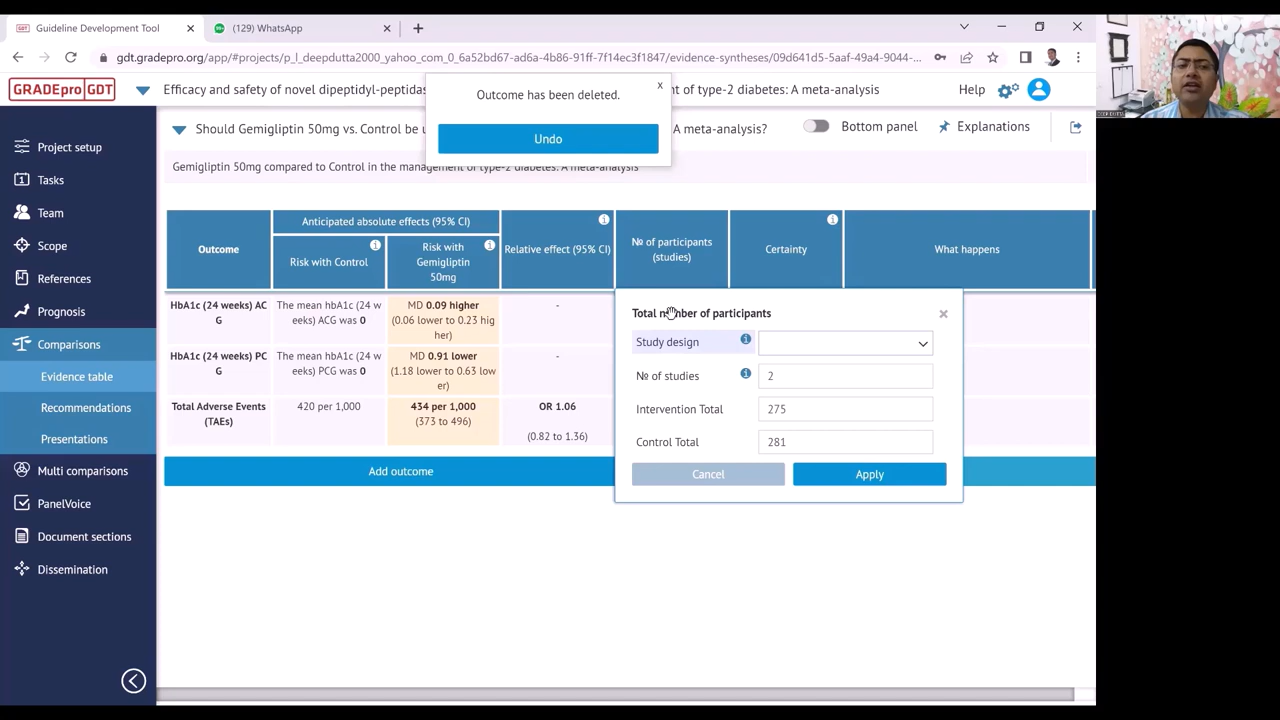 GDT
Guideline Development Tool
(129) WhatsApp
gdt.gradepro.org/app/#projects/p_l_deepdutta2000_yahoo_com_0_6a52bd67-ad6a-4b86-91ff-7f14ec3f1847/evidence-syntheses/09d641d5-5aaf-49a4-9044-...
GRADEpro GDT
Efficacy and safety of novel dipeptidyl-peptidas
nt of type-2 diabetes: A meta-analysis
Help
Outcome has been deleted.
x
Undo
Should Gemigliptin 50mg vs. Control be u
A meta-analysis?
Bottom panel
Explanations
Gemigliptin 50mg compared to Control in the management of type-2 diabetes: A meta-analysis
Project setup
Tasks
Team
Scope
References
Prognosis
Comparisons
Evidence table
Recommendations
Presentations
Multi comparisons
PanelVoice
Document sections
Dissemination
Outcome
Anticipated absolute effects (95% CI)
Risk with Control
Risk with
Gemigliptin
50mg
Relative effect (95% CI)
№ of participants
(studies)
Certainty
What happens
HbA1c (24 weeks) AC
G
The mean hbA1c (24 w
eeks) ACG was 0
MD 0.09 higher
(0.06 lower to 0.23 hig
her)
-
HbA1c (24 weeks) PC
G
The mean hbA1c (24 w
eeks) PCG was 0
MD 0.91 lower
(1.18 lower to 0.63 low
er)
-
Total Adverse Events
(TAEs)
420 per 1,000
434 per 1,000
(373 to 496)
OR 1.06
(0.82 to 1.36)
Add outcome
Total number of participants
Study design
№ of studies
2
Intervention Total
275
Control Total
281
Cancel
Apply